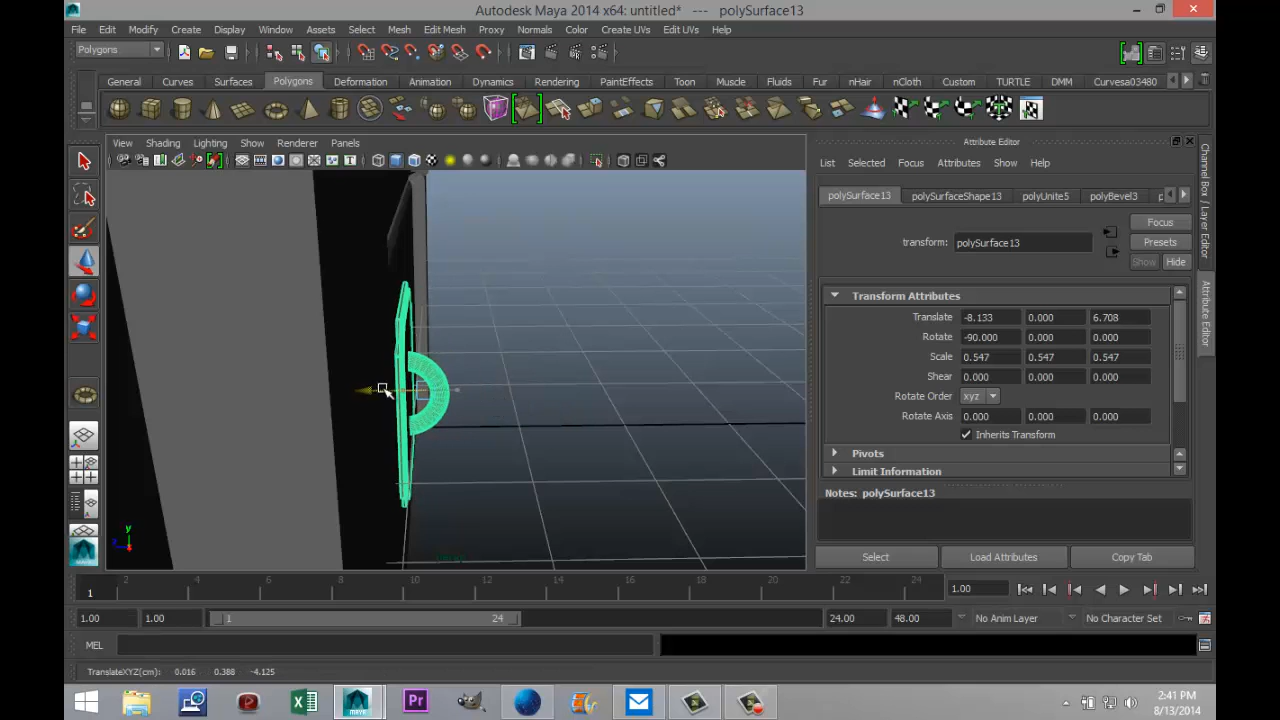 Autodesk Maya 2014 x64: untitled* --- polySurface13
File Edit Modify Create Display Window Assets Select Mesh Edit Mesh Proxy Normals Color Create UVs Edit UVs Help
Polygons
General Curves Surfaces Polygons Deformation Animation Dynamics Rendering PaintEffects Toon Muscle Fluids Fur nHair nCloth Custom TURTLE DMM Curvesa03480
View Shading Lighting Show Renderer Panels
Attribute Editor
List Selected Focus Attributes Show Help
polySurface13 polySurfaceShape13 polyUnite5 polyBevel3
Focus
transform: polySurface13
Presets
Show Hide
Transform Attributes
Translate -8.133 0.000 6.708
Rotate -90.000 0.000 0.000
Scale 0.547 0.547 0.547
Shear 0.000 0.000 0.000
Rotate Order xyz
Rotate Axis 0.000 0.000 0.000
Inherits Transform
Pivots
Limit Information
Notes: polySurface13
Select Load Attributes Copy Tab
Channel Box / Layer Editor
Attribute Editor
y
z
2 4 6 8 10 12 14 16 18 20 22 24
1
1.00
1.00 1.00 1 24 24.00 48.00 No Anim Layer No Character Set
MEL
TranslateXYZ(cm): 0.016 0.388 -4.125
2:41 PM
8/13/2014